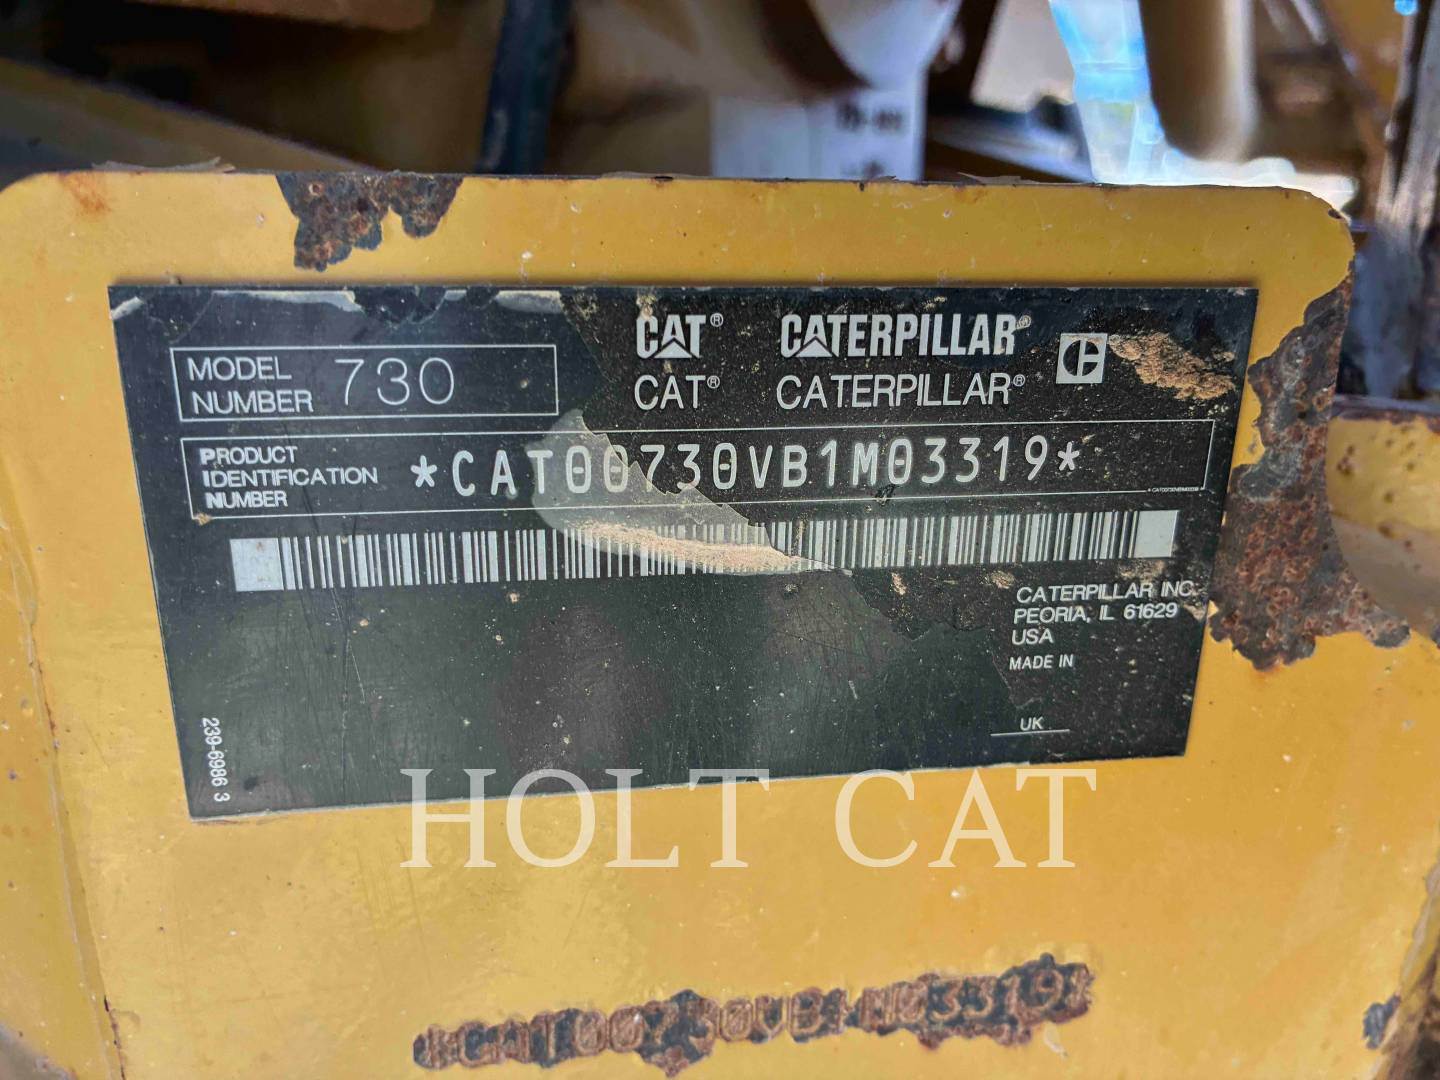 CAT® CATERPILLAR®
CAT® CATERPILLAR®
MODEL NUMBER 730
PRODUCT IDENTIFICATION NUMBER *CAT00730VB1M03319*
CATERPILLAR INC.
PEORIA, IL 61629
USA
MADE IN
UK
239-6986 3
HOLT CAT
*CAT00730VB1M03319*